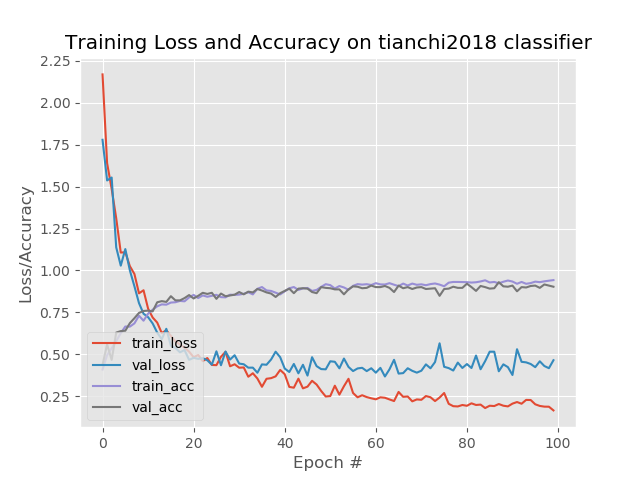 Training Loss and Accuracy on tianchi2018 classifier
Loss/Accuracy
2.25
2.00
1.75
1.50
1.25
1.00
0.75
0.50
0.25
train_loss
val_loss
train_acc
val_acc
0 20 40 60 80 100
Epoch #